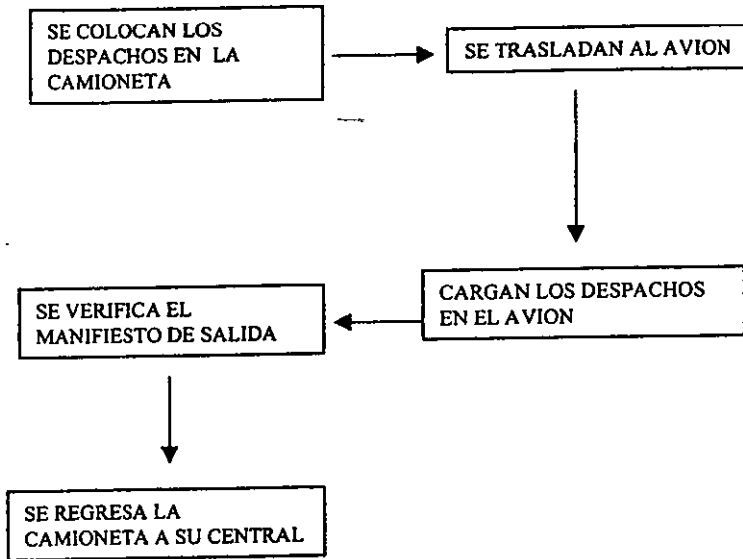 SE COLOCAN LOS
DESPACHOS EN LA
CAMIONETA
SE TRASLADAN AL AVION
CARGAN LOS DESPACHOS
EN EL AVION
SE VERIFICA EL
MANIFIESTO DE SALIDA
SE REGRESA LA
CAMIONETA A SU CENTRAL